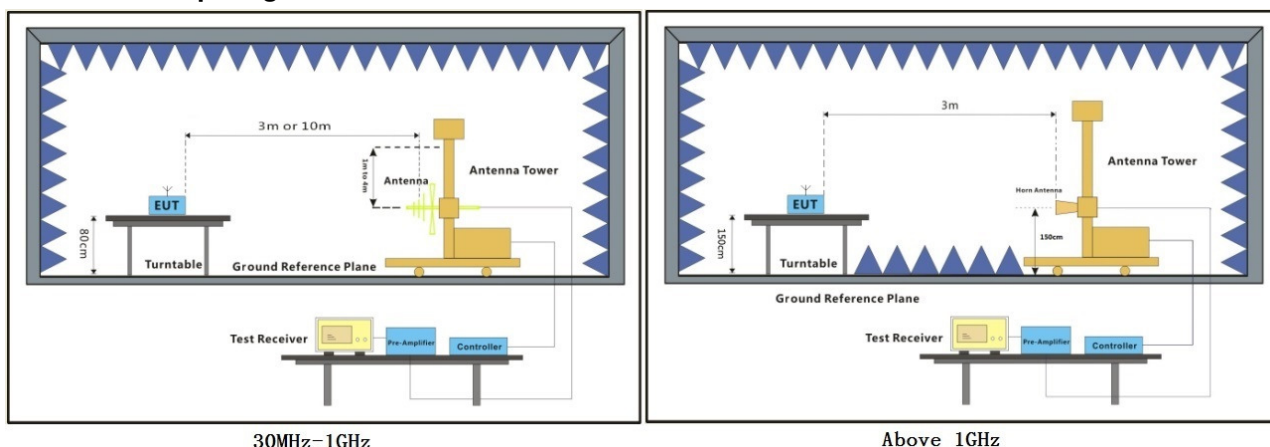 3m or 10m
1m to 4m
Antenna
Antenna Tower
EUT
80cm
Turntable
Ground Reference Plane
Test Receiver
Pre-Amplifier
Controller
30MHz-1GHz
3m
Antenna Tower
Horn Antenna
EUT
150cm
150cm
Turntable
Ground Reference Plane
Test Receiver
Pre-Amplifier
Controller
Above 1GHz